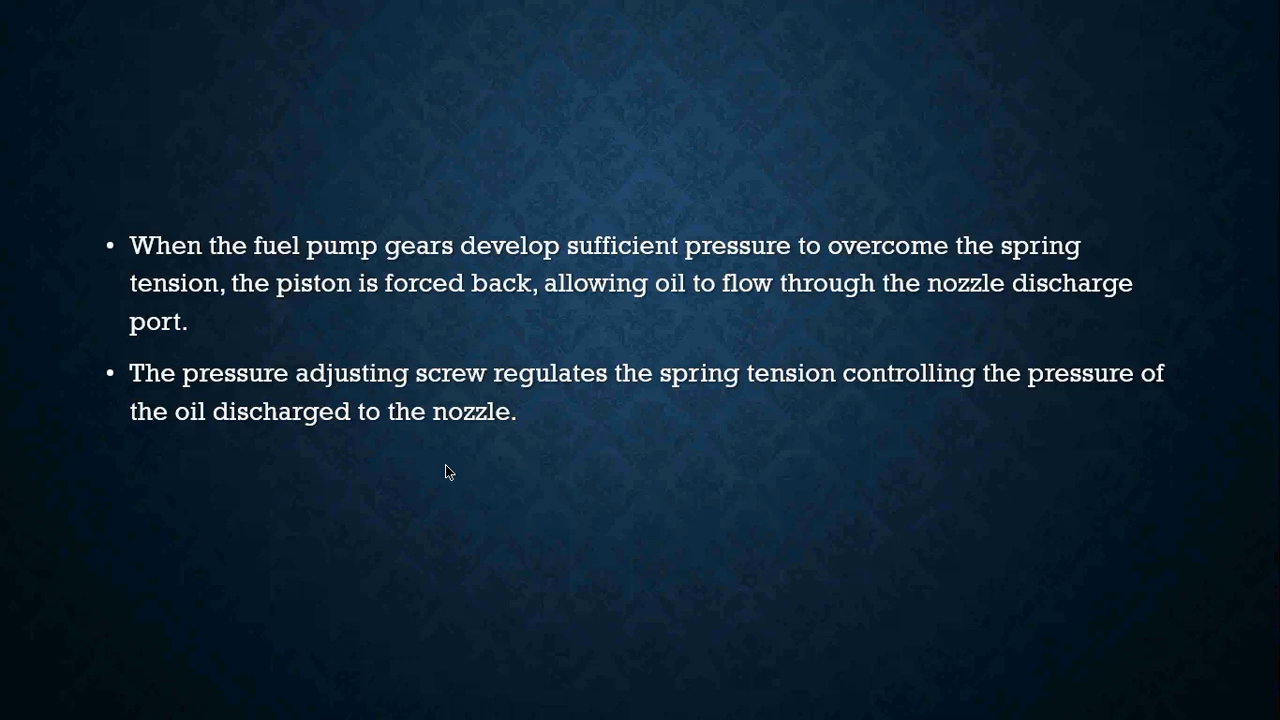 • When the fuel pump gears develop sufficient pressure to overcome the spring
tension, the piston is forced back, allowing oil to flow through the nozzle discharge
port.
• The pressure adjusting screw regulates the spring tension controlling the pressure of
the oil discharged to the nozzle.